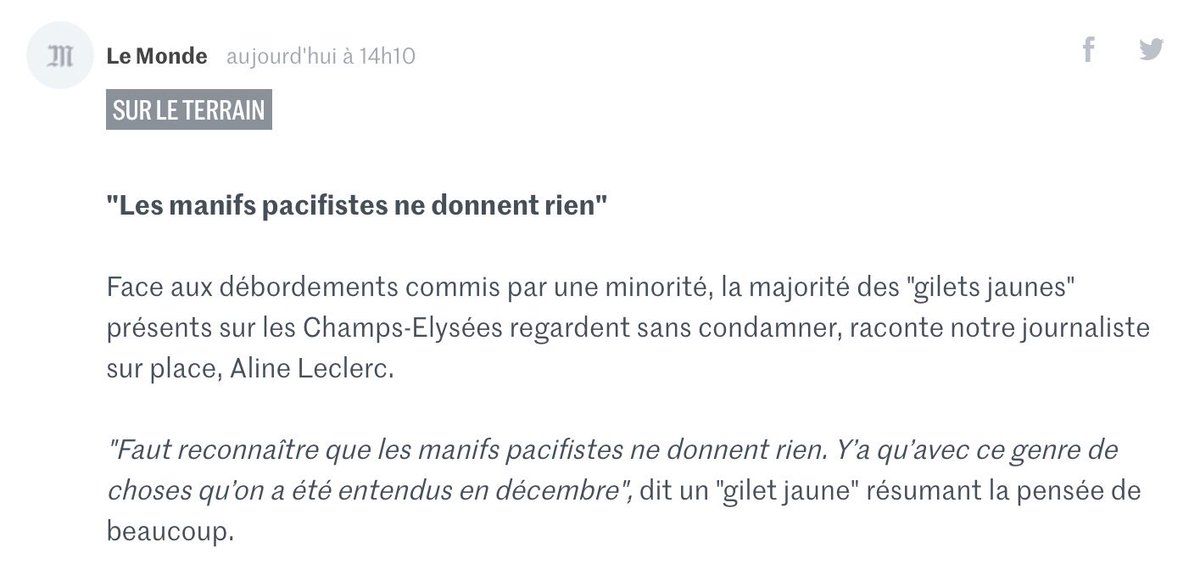 M
Le Monde aujourd'hui à 14h10
SUR LE TERRAIN
"Les manifs pacifistes ne donnent rien"
Face aux débordements commis par une minorité, la majorité des "gilets jaunes"
présents sur les Champs-Elysées regardent sans condamner, raconte notre journaliste
sur place, Aline Leclerc.
"Faut reconnaître que les manifs pacifistes ne donnent rien. Y’a qu’avec ce genre de
choses qu’on a été entendus en décembre", dit un "gilet jaune" résumant la pensée de
beaucoup.